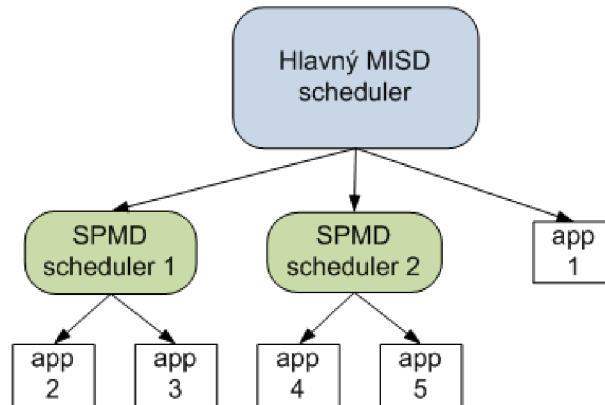 Hlavný MISD
scheduler
SPMD
scheduler 1
SPMD
scheduler 2
app
1
app
2
app
3
app
4
app
5